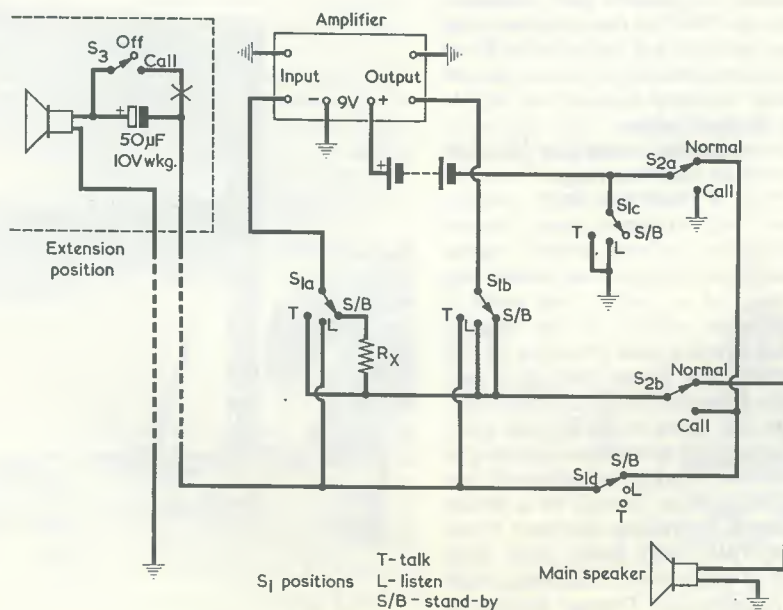 Amplifier
S3
Off
Call
Input
Output
- 9V +
+
50μF
10V wkg.
+
S2a
Normal
Call
S1c
T
S/B
L
Extension
position
S1a
T
L
S/B
RX
S1b
T
L
S/B
S2b
Normal
Call
S1d
S/B
L
T
S1 positions
T-talk
L-listen
S/B-stand-by
Main speaker